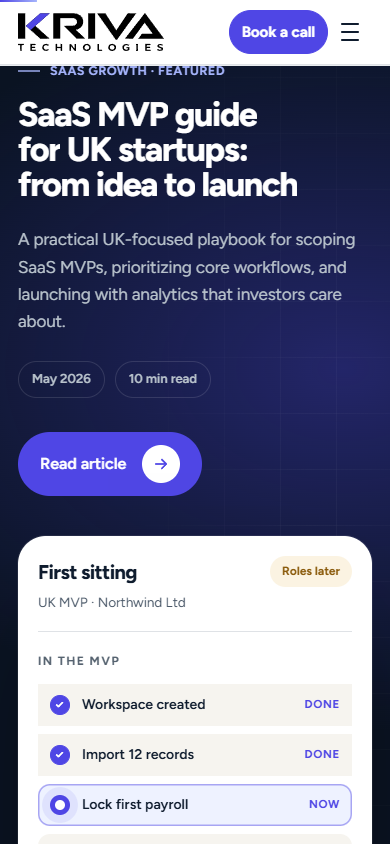 KRIVA
TECHNOLOGIES
Book a call
SAAS GROWTH · FEATURED
SaaS MVP guide
for UK startups:
from idea to launch
A practical UK-focused playbook for scoping
SaaS MVPs, prioritizing core workflows, and
launching with analytics that investors care
about.
May 2026
10 min read
Read article
First sitting
Roles later
UK MVP · Northwind Ltd
IN THE MVP
Workspace created
DONE
Import 12 records
DONE
Lock first payroll
NOW